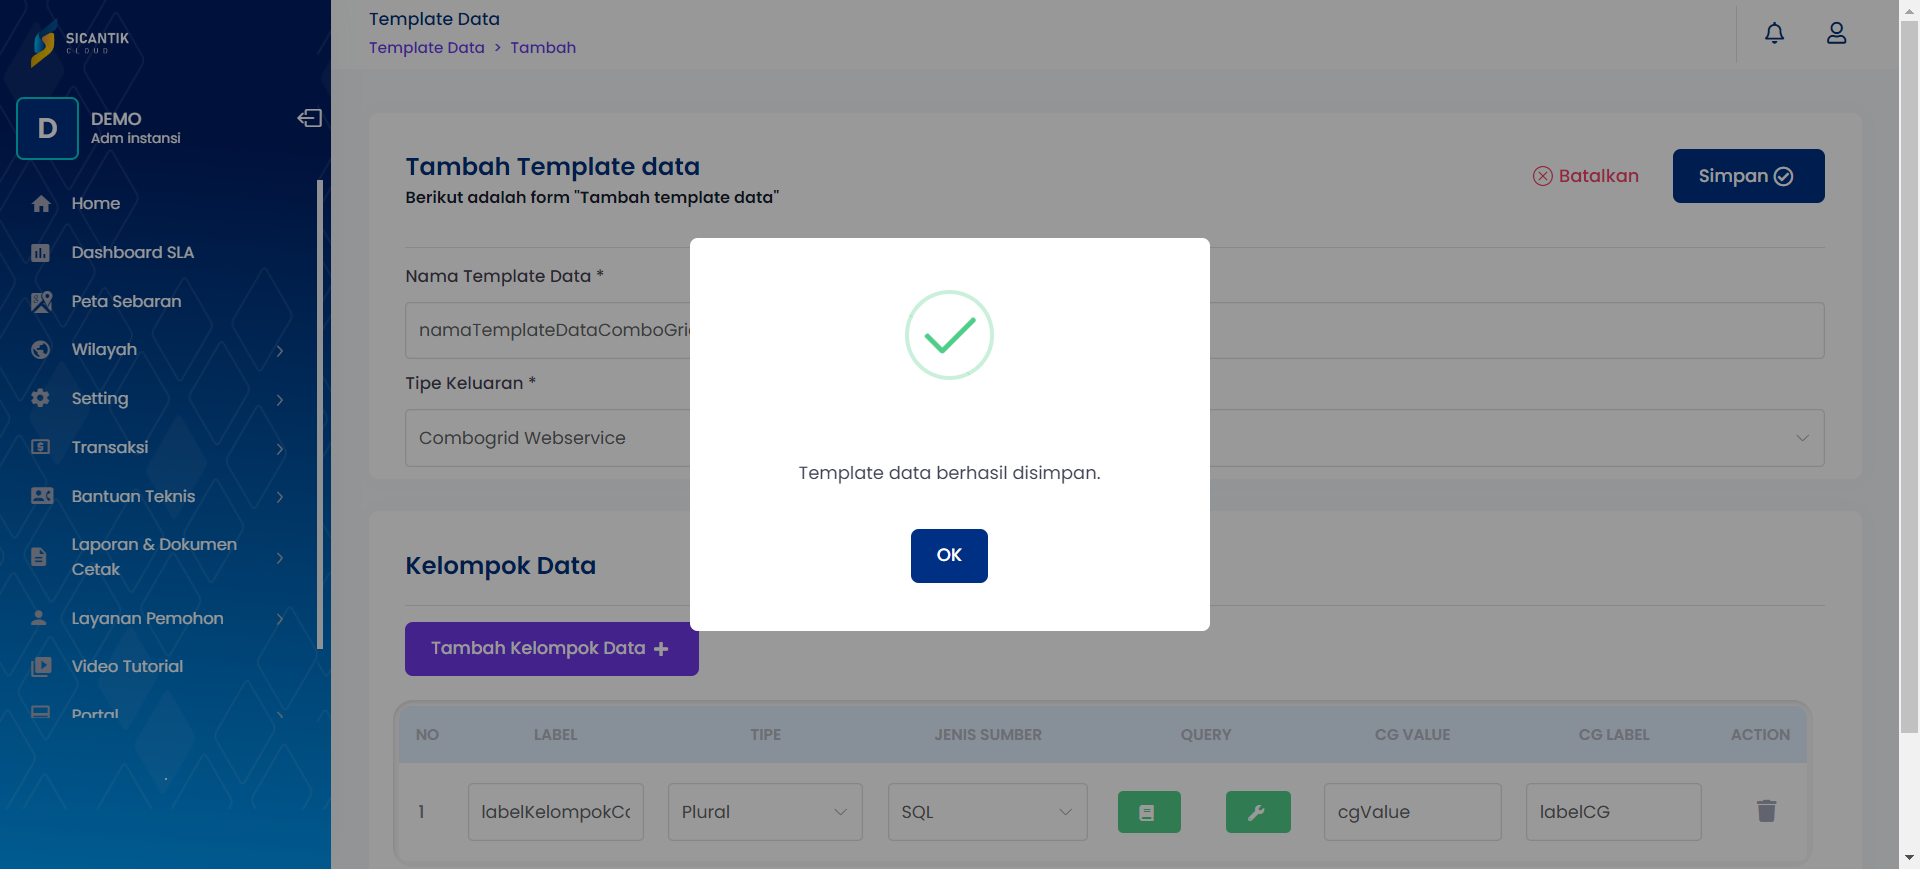 SICANTIK
CLOUD
D
DEMO
Adm instansi
Home
Dashboard SLA
Peta Sebaran
Wilayah
Setting
Transaksi
Bantuan Teknis
Laporan & Dokumen
Cetak
Layanan Pemohon
Video Tutorial
Portal
Template Data
Template Data > Tambah
Tambah Template data
Berikut adalah form "Tambah template data"
Batalkan
Simpan
Nama Template Data *
namaTemplateDataComboGri
Tipe Keluaran *
Combogrid Webservice
Template data berhasil disimpan.
OK
Kelompok Data
Tambah Kelompok Data +
NO LABEL TIPE JENIS SUMBER QUERY CG VALUE CG LABEL ACTION
1 labelKelompokCo Plural SQL cgValue labelCG